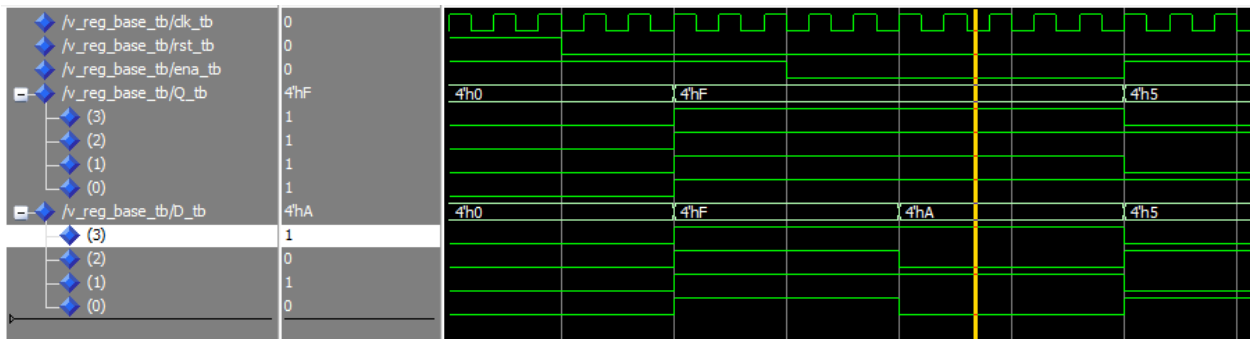 /v_reg_base_tb/clk_tb 0
/v_reg_base_tb/rst_tb 0
/v_reg_base_tb/ena_tb 0
/v_reg_base_tb/Q_tb 4'hF 4'h0 4'hF 4'h5
(3) 1
(2) 1
(1) 1
(0) 1
/v_reg_base_tb/D_tb 4'hA 4'h0 4'hF 4'hA 4'h5
(3) 1
(2) 0
(1) 1
(0) 0